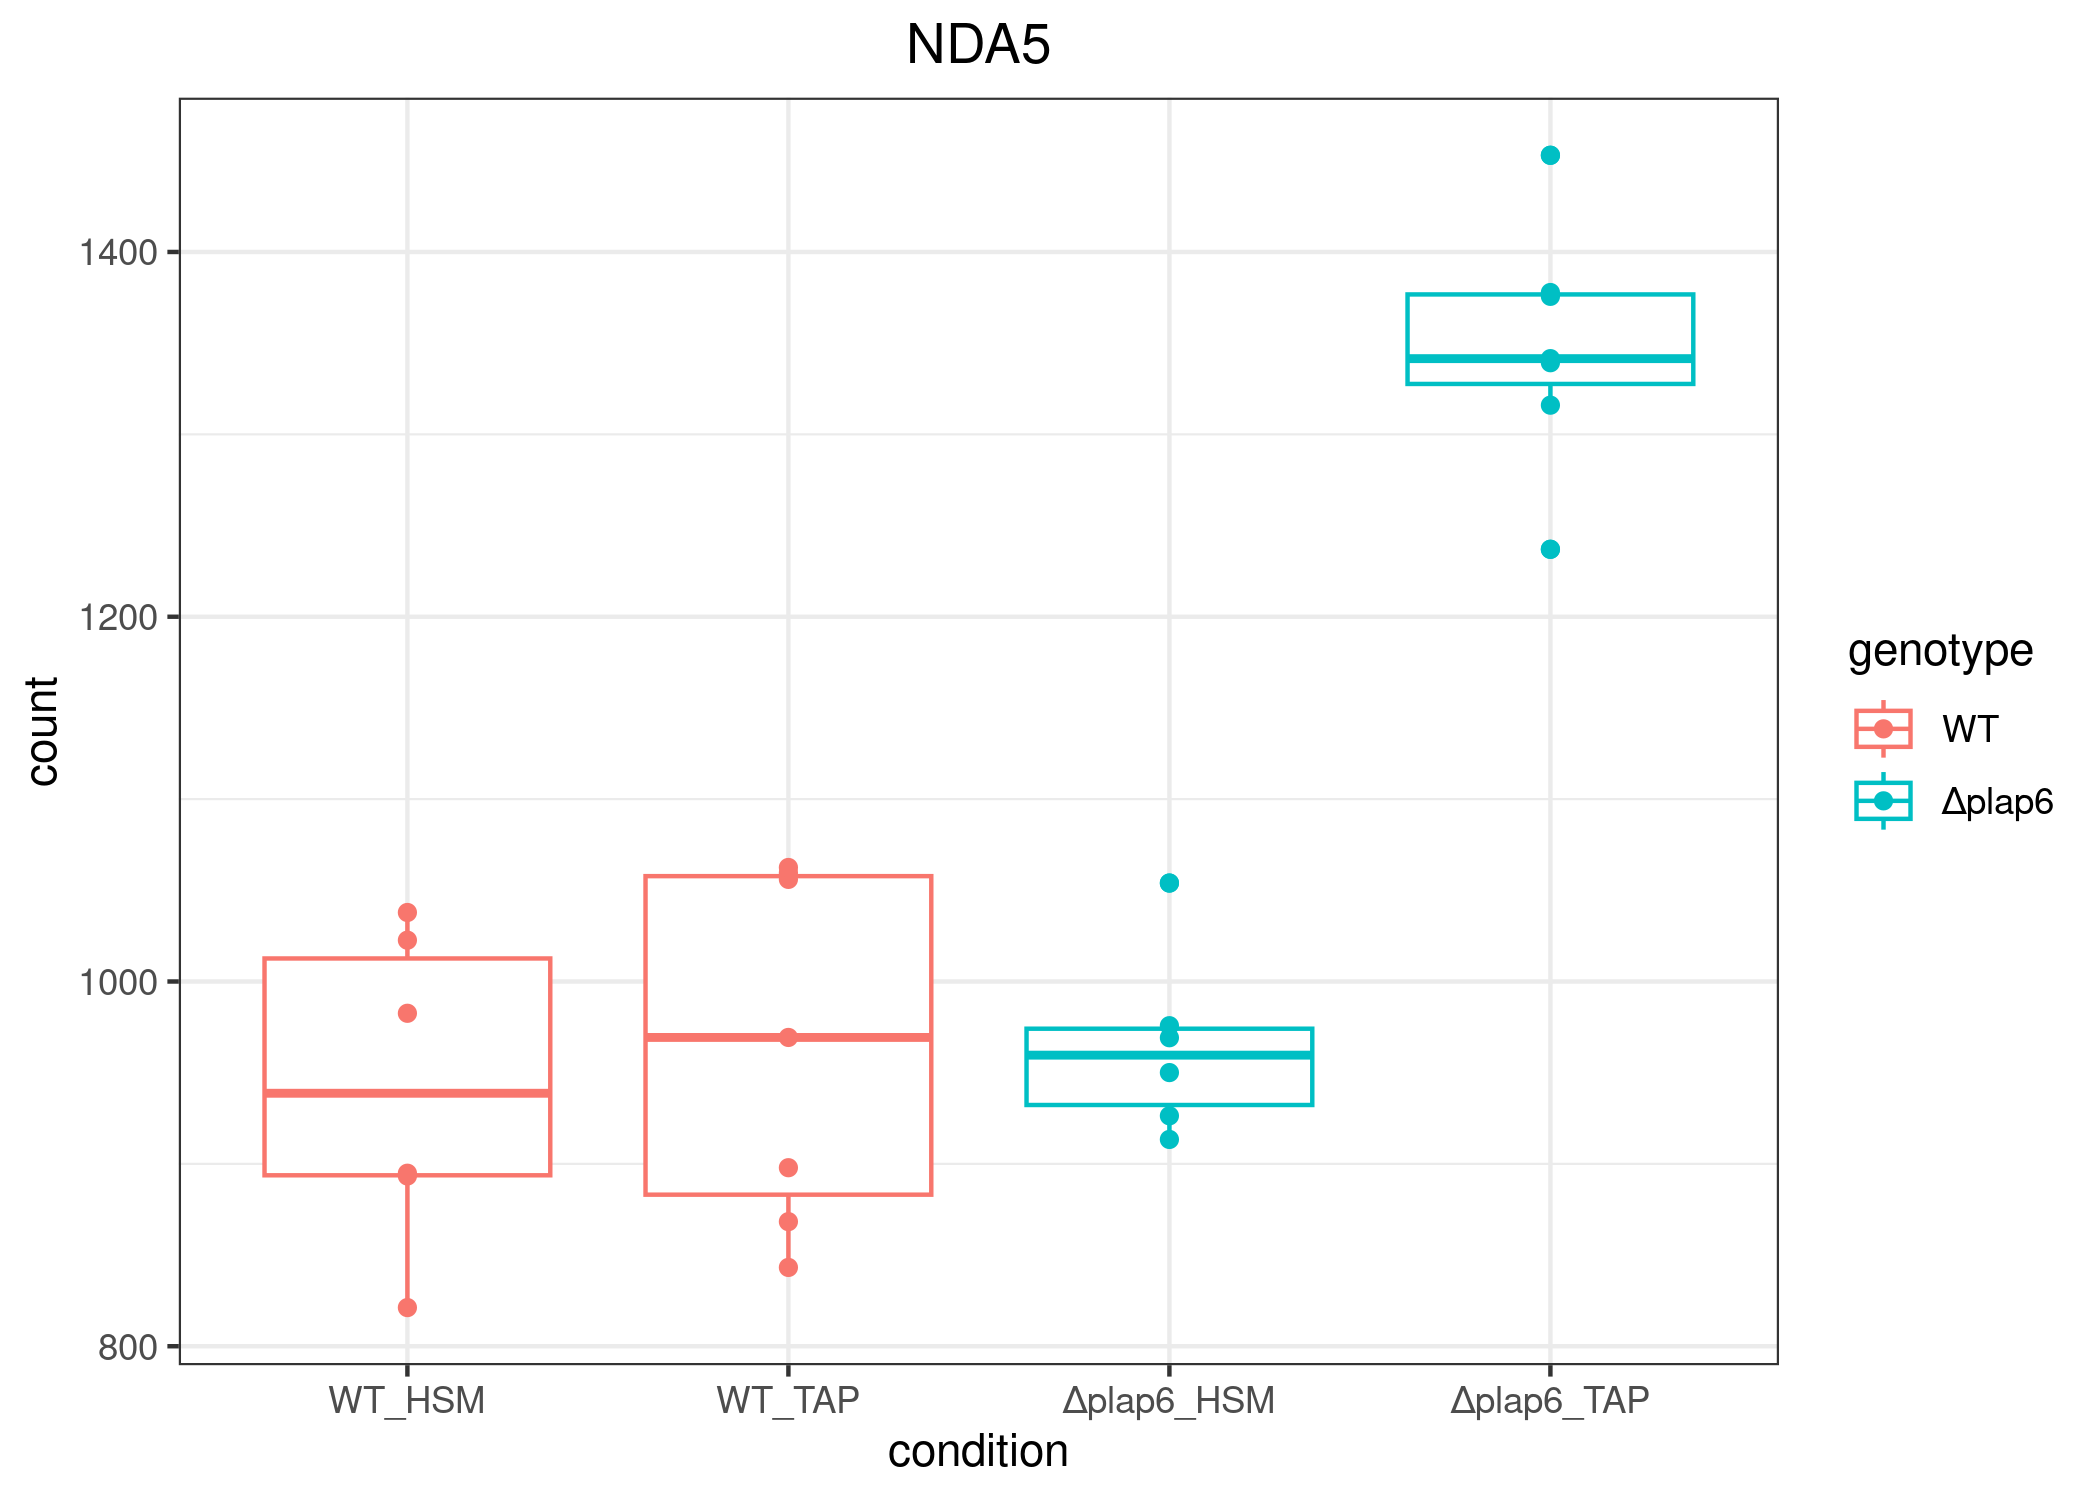 NDA5
count
1400
1200
1000
800
WT_HSM
WT_TAP
Δplap6_HSM
Δplap6_TAP
condition
genotype
WT
Δplap6